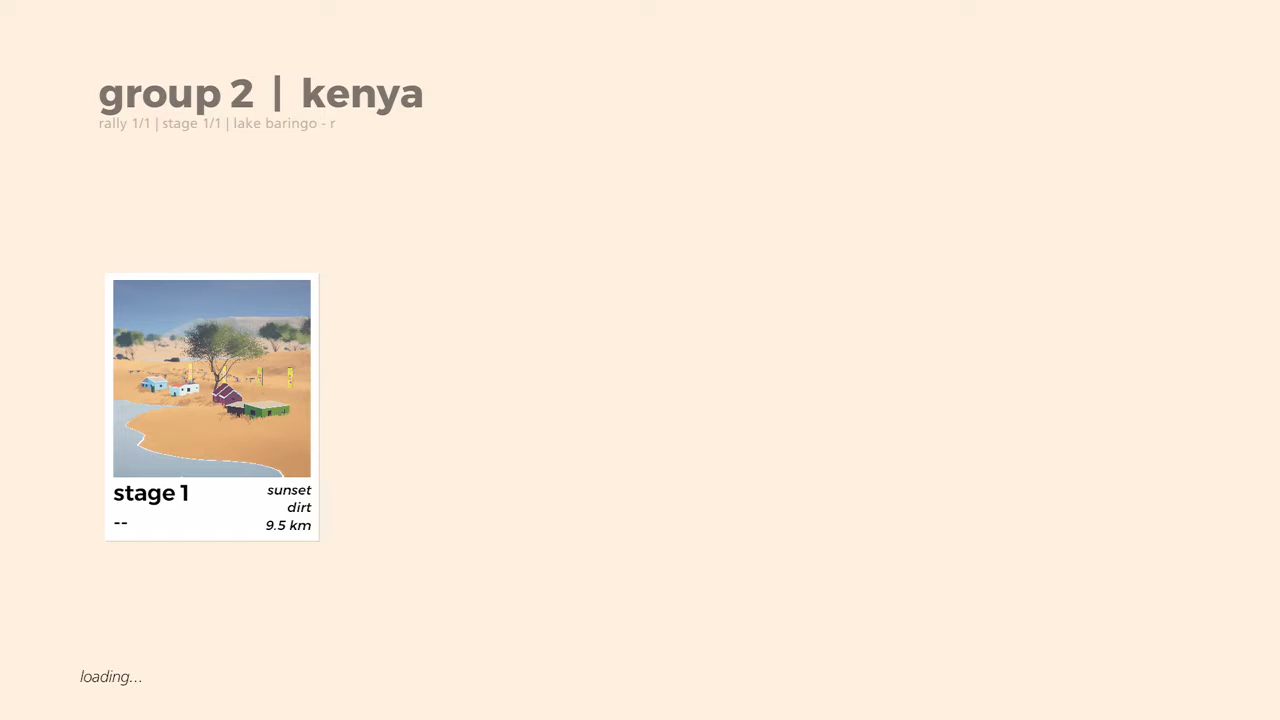 group 2 | kenya
rally 1/1 | stage 1/1 | lake baringo - r
stage 1
--
sunset
dirt
9.5 km
loading...